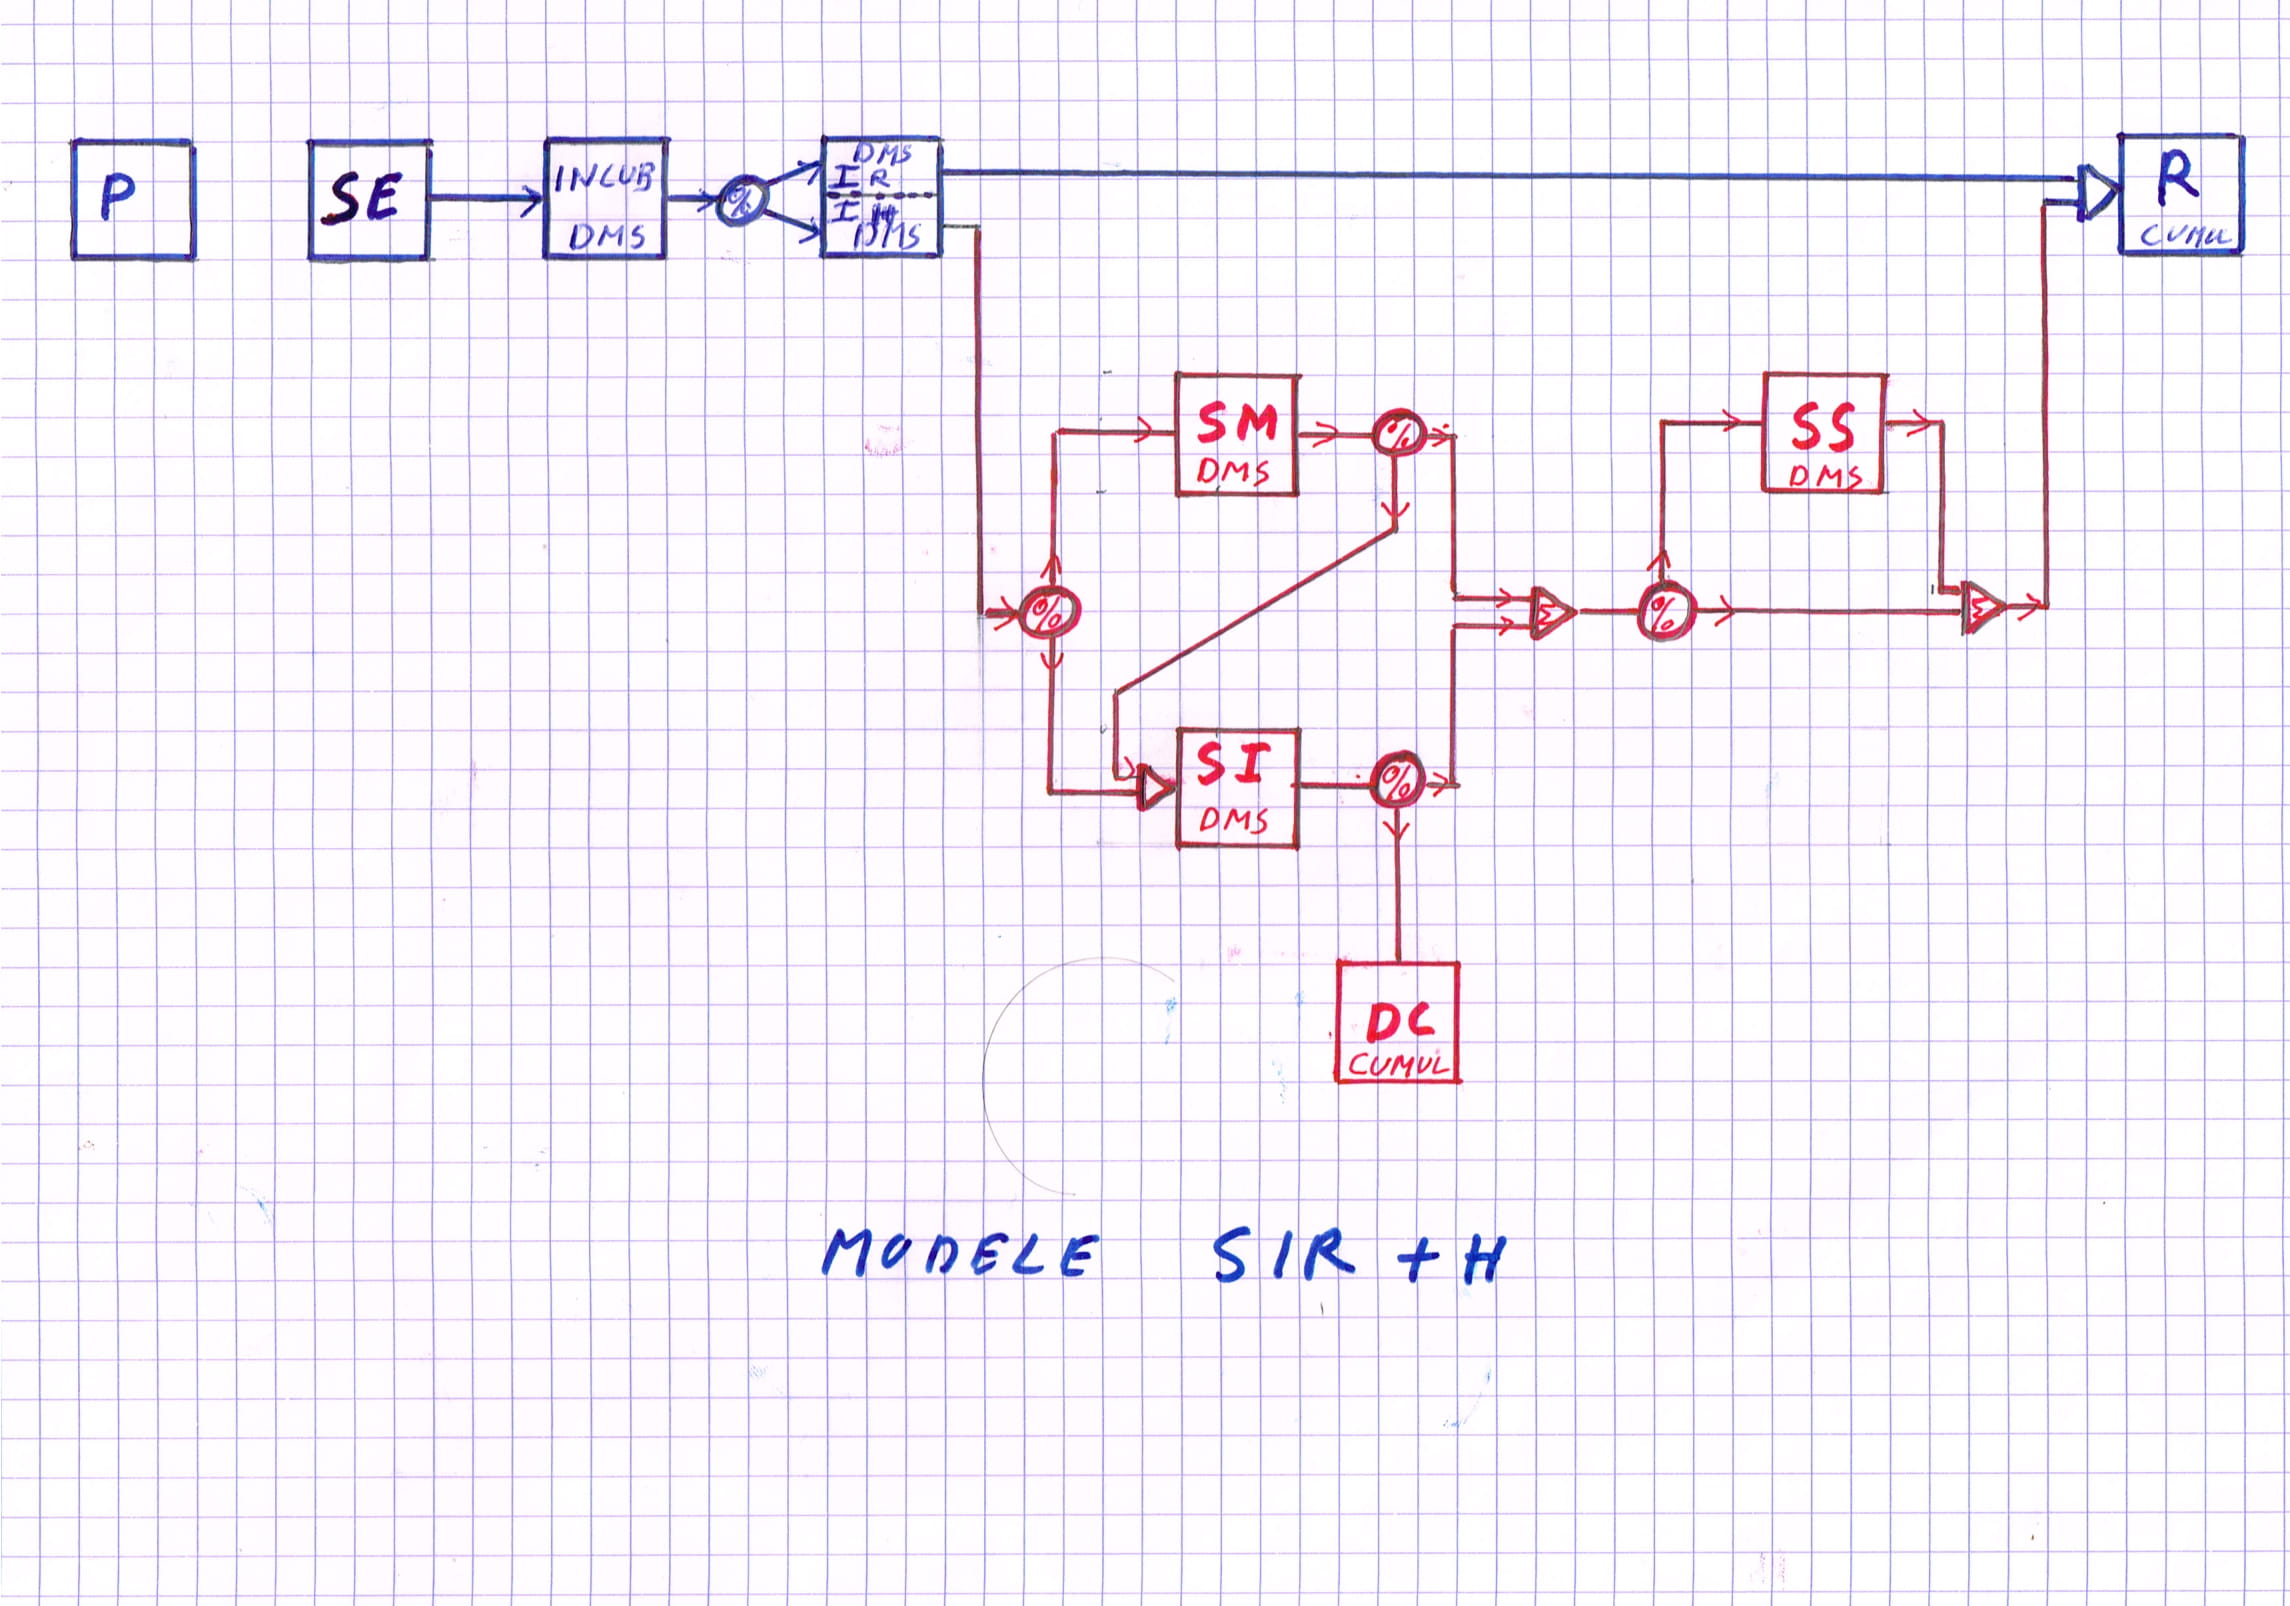 P
SE
INCUB
DMS
%
DMS
I R
I H
DMS
R
CUMUL
SM
DMS
%
SS
DMS
%
Σ
%
Σ
SI
DMS
%
DC
CUMUL
MODELE SIR + H